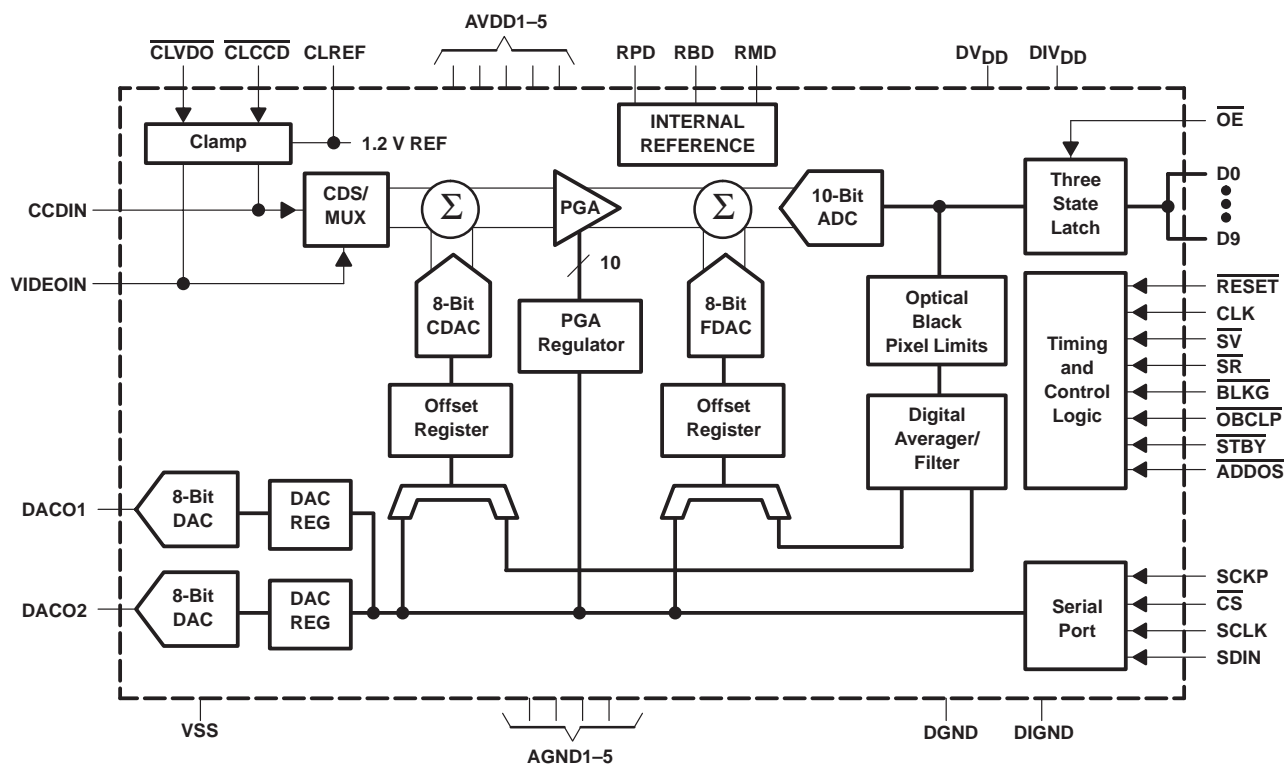 AVDD1–5
CLVDO CLCCD CLREF RPD RBD RMD DVDD DIVDD
INTERNAL
REFERENCE
OE
Clamp
1.2 V REF
Three
State
Latch
D0
D9
CCDIN
CDS/
MUX
Σ
PGA
Σ
10-Bit
ADC
10
VIDEOIN
8-Bit
CDAC
PGA
Regulator
8-Bit
FDAC
Optical
Black
Pixel Limits
Timing
and
Control
Logic
RESET
CLK
SV
SR
BLKG
OBCLP
STBY
ADDOS
Offset
Register
Offset
Register
Digital
Averager/
Filter
DACO1
8-Bit
DAC
DAC
REG
DACO2
8-Bit
DAC
DAC
REG
Serial
Port
SCKP
CS
SCLK
SDIN
VSS
AGND1–5
DGND
DIGND